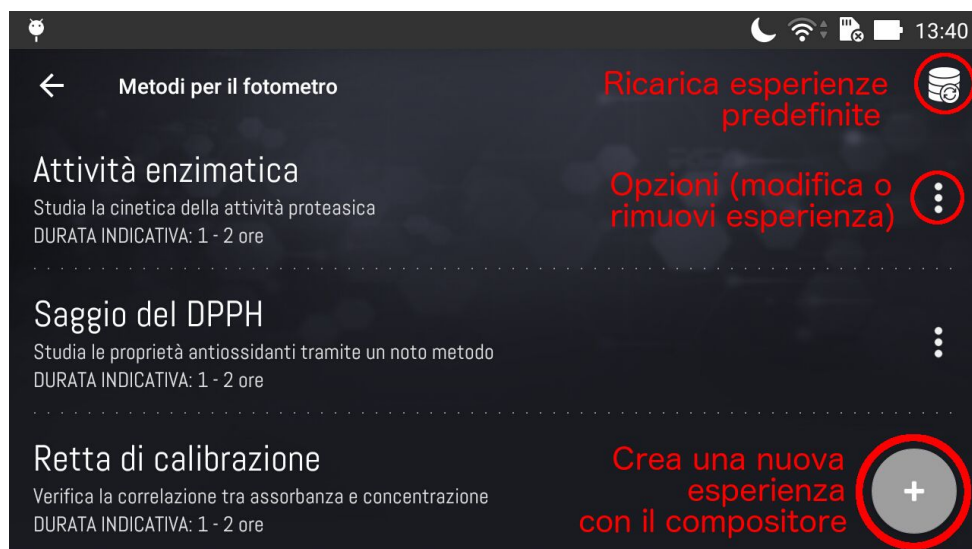 13:40
Metodi per il fotometro
Ricarica esperienze
predefinite
Attività enzimatica
Studia la cinetica della attività proteasica
DURATA INDICATIVA: 1 - 2 ore
Opzioni (modifica o
rimuovi esperienza)
Saggio del DPPH
Studia le proprietà antiossidanti tramite un noto metodo
DURATA INDICATIVA: 1 - 2 ore
Retta di calibrazione
Verifica la correlazione tra assorbanza e concentrazione
DURATA INDICATIVA: 1 - 2 ore
Crea una nuova
esperienza
con il compositore
+